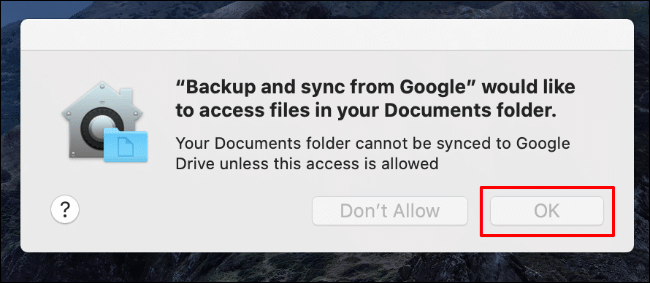 “Backup and sync from Google” would like
to access files in your Documents folder.
Your Documents folder cannot be synced to Google
Drive unless this access is allowed
?
Don’t Allow
OK